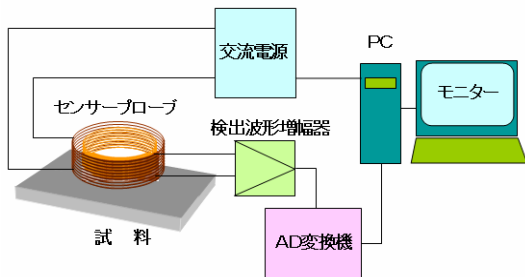 交流電源
PC
モニター
センサープローブ
検出波形増幅器
試 料
AD変換機